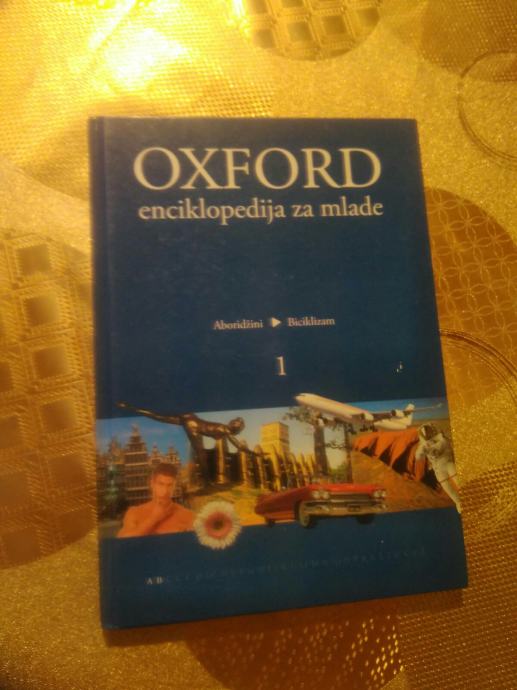 OXFORD
enciklopedija za mlade
Aboridžini ▶ Biciklizam
1
A B